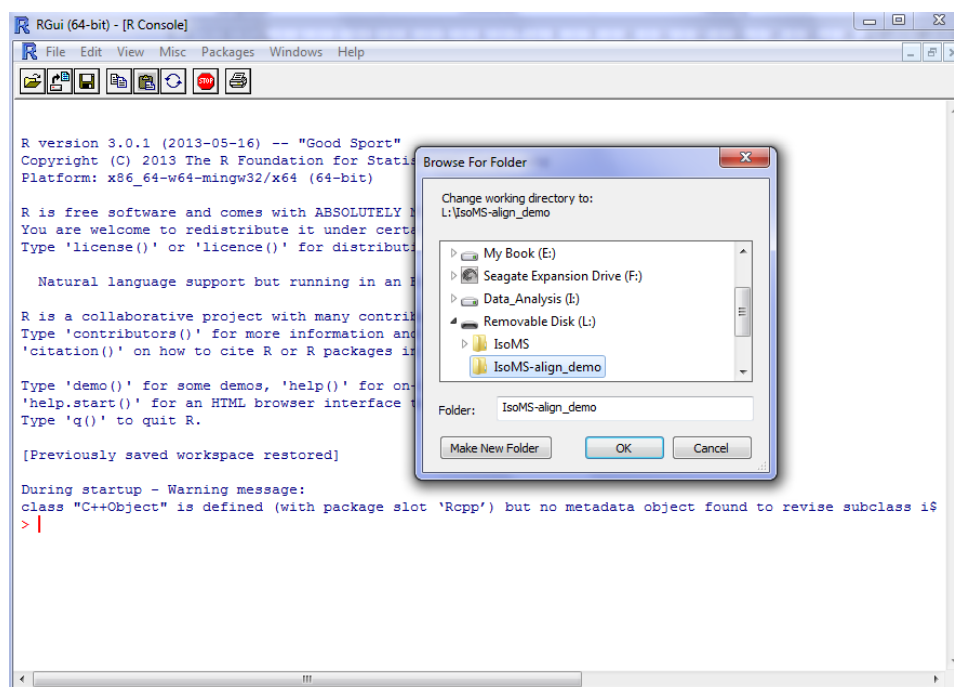 RGui (64-bit) - [R Console]
File Edit View Misc Packages Windows Help
STOP
R version 3.0.1 (2013-05-16) -- "Good Sport"
Copyright (C) 2013 The R Foundation for Statis
Platform: x86_64-w64-mingw32/x64 (64-bit)
R is free software and comes with ABSOLUTELY
You are welcome to redistribute it under certa
Type 'license()' or 'licence()' for distributi
Natural language support but running in an
R is a collaborative project with many contrib
Type 'contributors()' for more information and
'citation()' on how to cite R or R packages in
Type 'demo()' for some demos, 'help()' for on-
'help.start()' for an HTML browser interface
Type 'q()' to quit R.
[Previously saved workspace restored]
During startup - Warning message:
class "C++Object" is defined (with package slot ‘Rcpp’) but no metadata object found to revise subclass i$
>
Browse For Folder
Change working directory to:
L:\IsoMS-align_demo
My Book (E:)
Seagate Expansion Drive (F:)
Data_Analysis (I:)
Removable Disk (L:)
IsoMS
IsoMS-align_demo
Folder: IsoMS-align_demo
Make New Folder OK Cancel